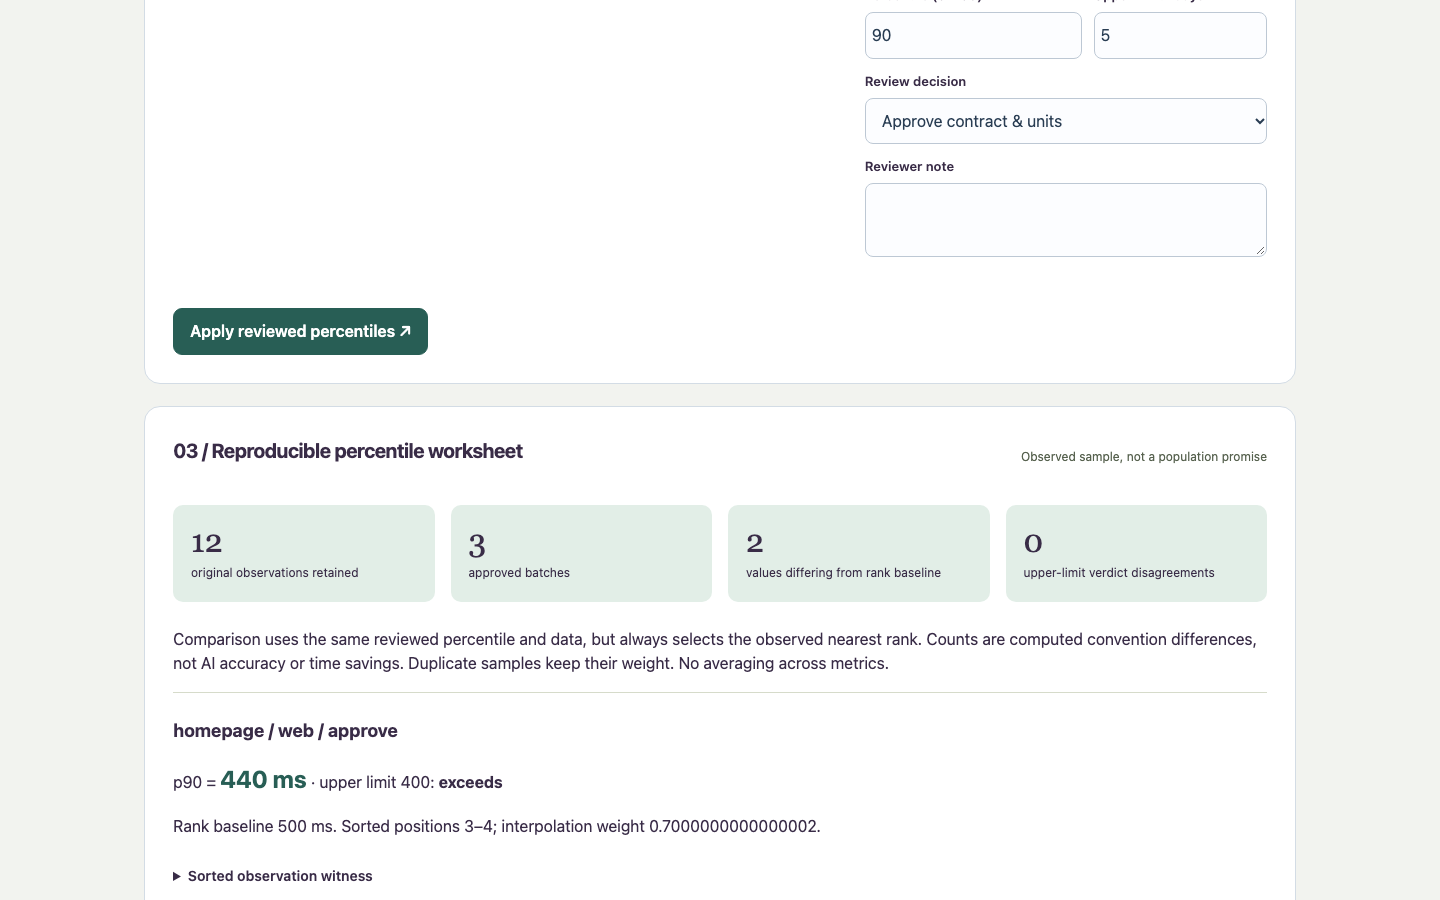 90
5
Review decision
Approve contract & units
Reviewer note
Apply reviewed percentiles ↗
03 / Reproducible percentile worksheet
Observed sample, not a population promise
12
original observations retained
3
approved batches
2
values differing from rank baseline
0
upper-limit verdict disagreements
Comparison uses the same reviewed percentile and data, but always selects the observed nearest rank. Counts are computed convention differences,
not AI accuracy or time savings. Duplicate samples keep their weight. No averaging across metrics.
homepage / web / approve
p90 = 440 ms · upper limit 400: exceeds
Rank baseline 500 ms. Sorted positions 3–4; interpolation weight 0.7000000000000002.
Sorted observation witness